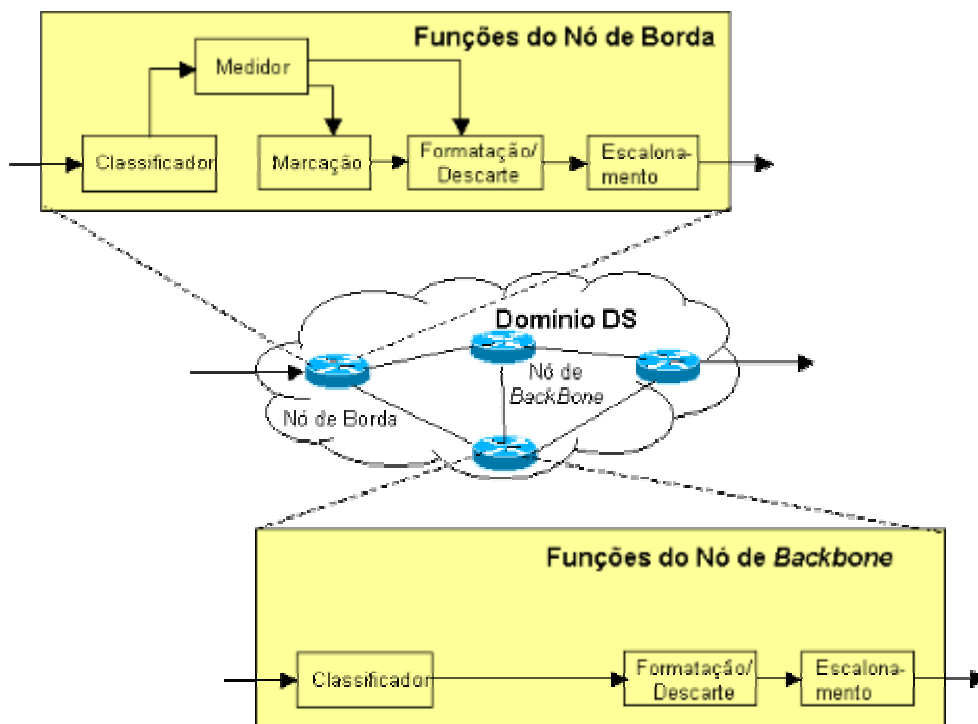 Funções do Nó de Borda
Medidor
Classificador
Marcação
Formatação/
Descarte
Escalona-
mento
Domínio DS
Nó de
BackBone
Nó de Borda
Funções do Nó de Backbone
Classificador
Formatação/
Descarte
Escalona-
mento